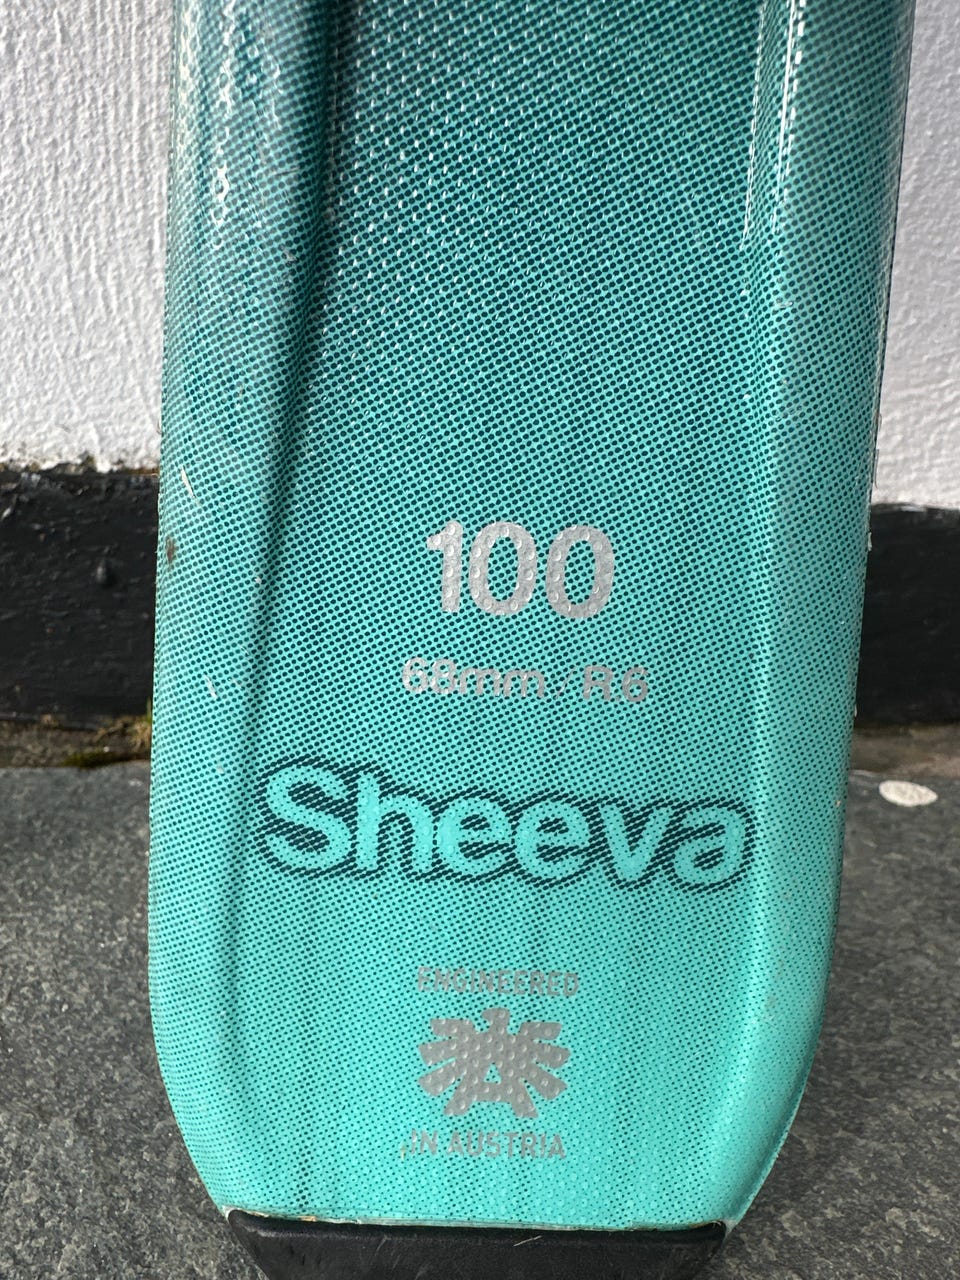 100
68mm/R6
Sheeva
ENGINEERED
IN AUSTRIA